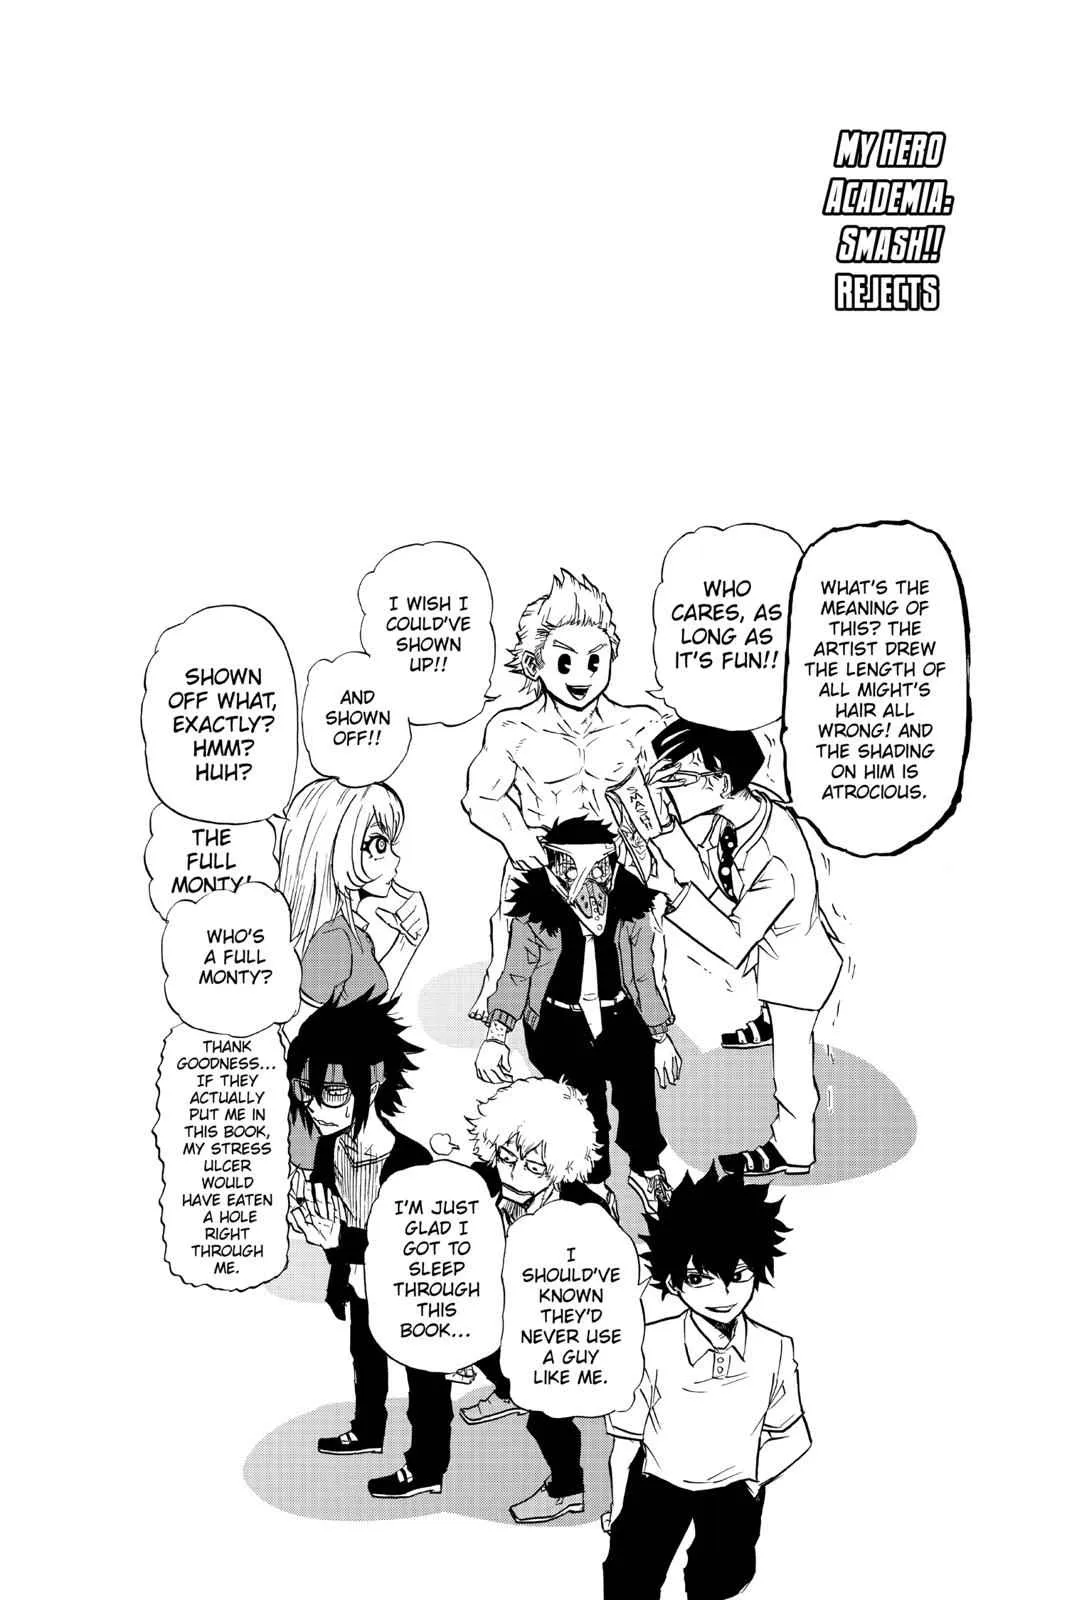 MY HERO
ACADEMIA:
SMASH!!
REJECTS
WHAT'S THE
MEANING OF
THIS? THE
ARTIST DREW
THE LENGTH OF
ALL MIGHT'S
HAIR ALL
WRONG! AND
THE SHADING
ON HIM IS
ATROCIOUS.
WHO
CARES, AS
LONG AS
IT'S FUN!!
I WISH I
COULD'VE
SHOWN
UP!!
AND
SHOWN
OFF!!
SHOWN
OFF WHAT,
EXACTLY?
HMM?
HUH?
THE
FULL
MONTY!
WHO'S
A FULL
MONTY?
THANK
GOODNESS...
IF THEY
ACTUALLY
PUT ME IN
THIS BOOK,
MY STRESS
ULCER
WOULD
HAVE EATEN
A HOLE
RIGHT
THROUGH
ME.
I'M JUST
GLAD I
GOT TO
SLEEP
THROUGH
THIS
BOOK...
I
SHOULD'VE
KNOWN
THEY'D
NEVER USE
A GUY
LIKE ME.
SMASH!!